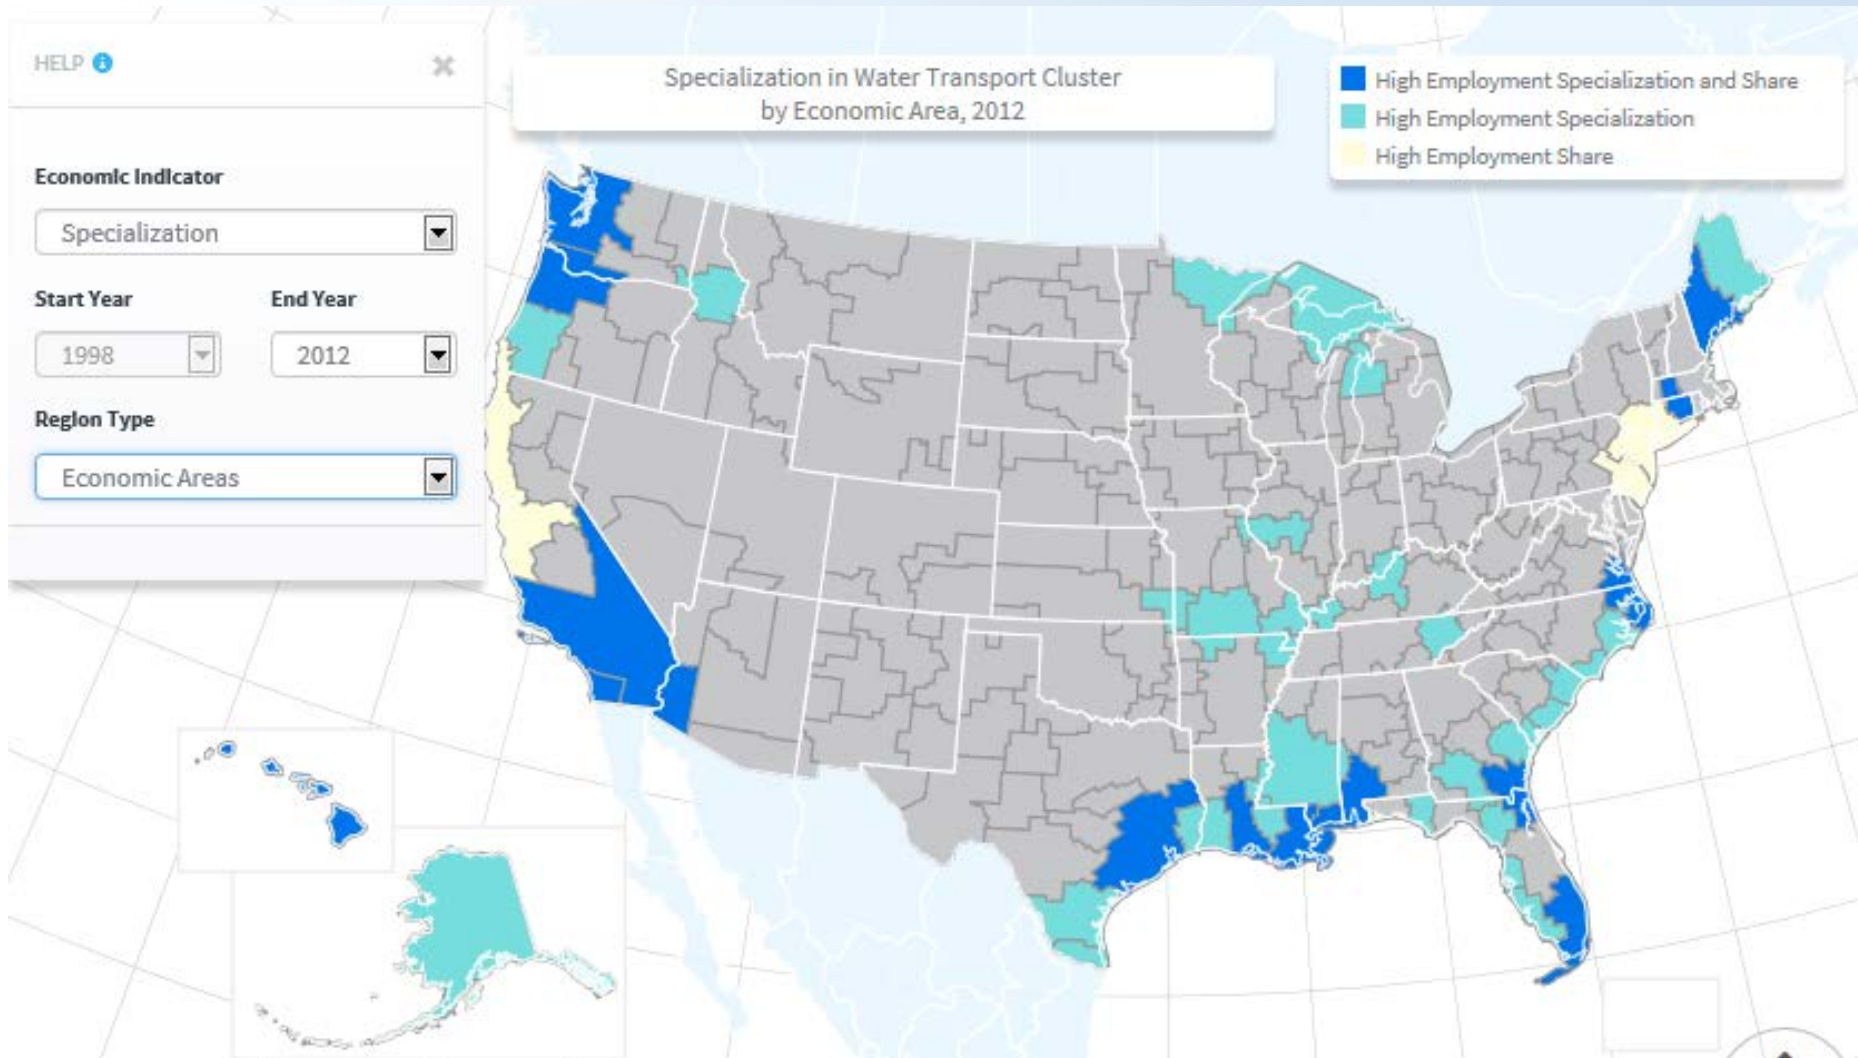 HELP
Specialization in Water Transport Cluster
by Economic Area, 2012
High Employment Specialization and Share
High Employment Specialization
High Employment Share
Economic Indicator
Specialization
Start Year End Year
1998 2012
Region Type
Economic Areas